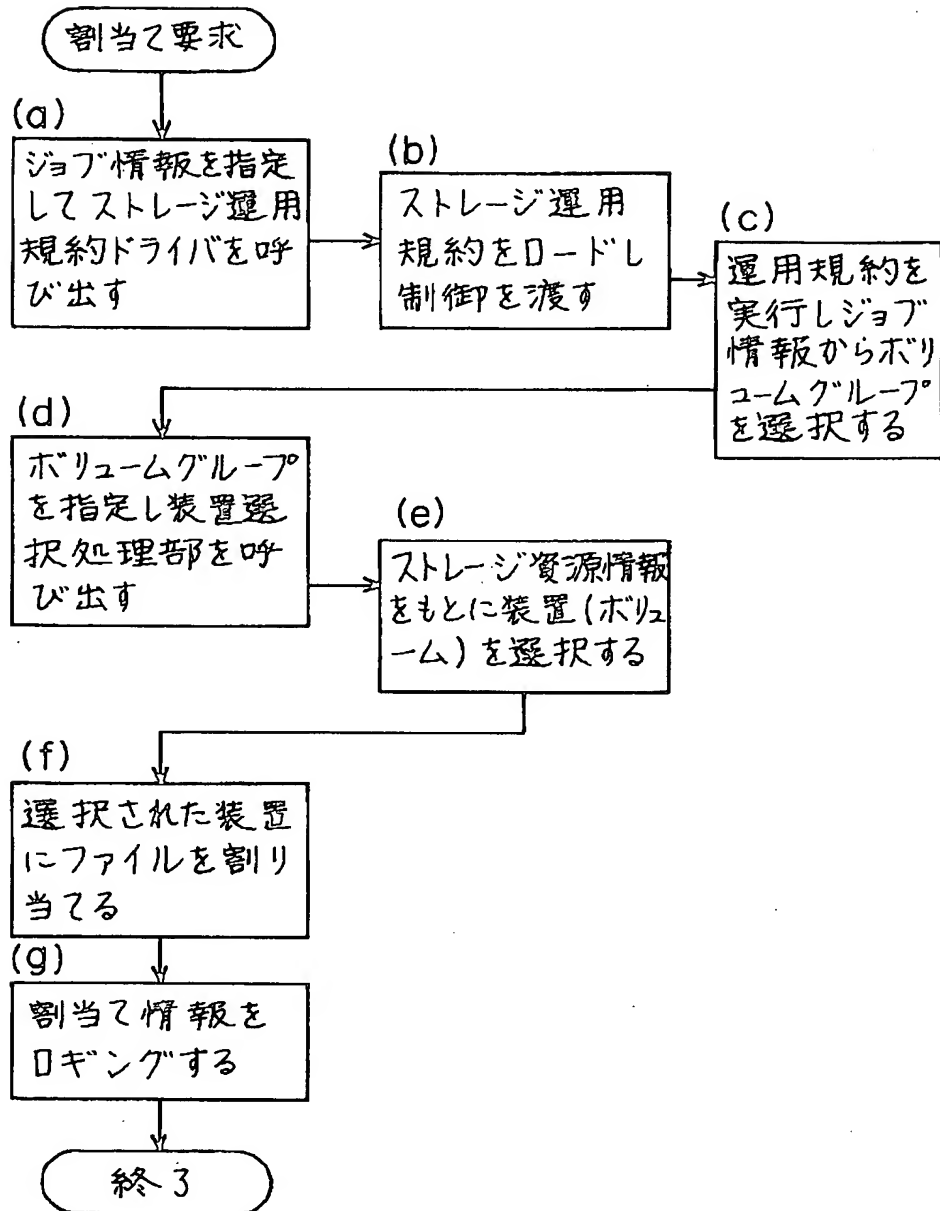 割当て要求
(a)
ジョブ情報を指定
してストレージ運用
規約ドライバを呼
び出す
(b)
ストレージ運用
規約をロードし
制御を渡す
(c)
運用規約を
実行しジョブ
情報からボリ
ュームグループ
を選択する
(d)
ボリュームグループ
を指定し装置選
択処理部を呼
び出す
(e)
ストレージ資源情報
をもとに装置(ボリュ
ーム)を選択する
(f)
選択された装置
にファイルを割り
当てる
(g)
割当て情報を
ロギングする
終了